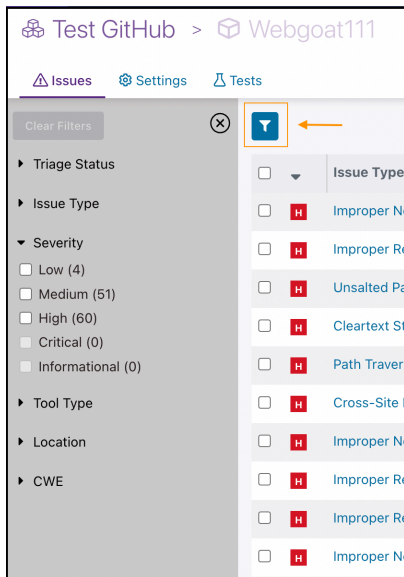 Test GitHub > Webgoat111
Issues Settings Tests
Clear Filters
Triage Status
Issue Type
Severity
Low (4)
Medium (51)
High (60)
Critical (0)
Informational (0)
Tool Type
Location
CWE
Issue Type
H Improper N
H Improper Re
H Unsalted Pa
H Cleartext St
H Path Traver
H Cross-Site
H Improper N
H Improper Re
H Improper Re
H Improper N